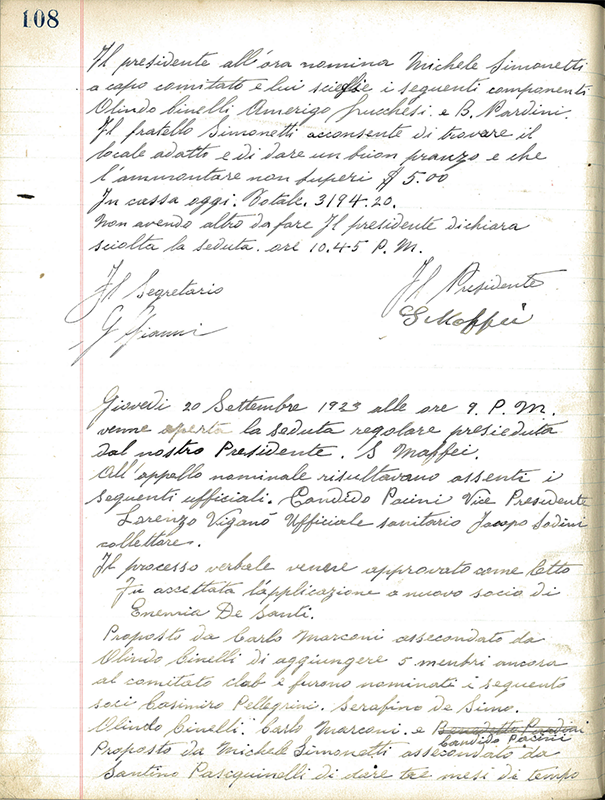 108
Il presidente all'ora nomina Michele Simonetti
a capo comitato e lui scieglie i seguenti componenti
Olindo Cinelli, Amerigo Lucchesi. e B. Pardini.
Il fratello Simonetti acconsente di trovare il
locale adatto e di dare un buon pranzo e che
l'ammontare non superi $ 5.00
In cassa oggi. Totale. 3194.20.
Non avendo altro da fare Il presidente dichiara
sciolta la seduta. ore 10.45 P.M.
Il Segretario
Il Presidente
G Gianni
S Maffei
Giovedi 20 Settembre 1923 alle ore 9. P.M.
venne aperta la seduta regolare presieduta
dal nostro Presidente. S Maffei.
All'appello nominale risultavano assenti i
seguenti ufficiali. Candido Pacini Vice Presidente
Lorenzo Viganó Ufficiale sanitario Jacopo Sodini
collettore.
Il processo verbale venne approvato come letto
Fu accettata l'applicazione a nuovo socio di
De Santi.
Proposto da Carlo Marconi assecondato da
Olindo Cinelli di aggiungere 5 menbri ancora
al comitato club e furono nominati i seguento
soci Casimiro Pellegrini. Serafino de Simo.
Olindo Cinelli. Carlo Marconi. e Benedetto Pardini
Candido Pacini
Proposto da Michele Simonetti assecondato da
Santino Pasquinelli di dare tre mesi di tempo